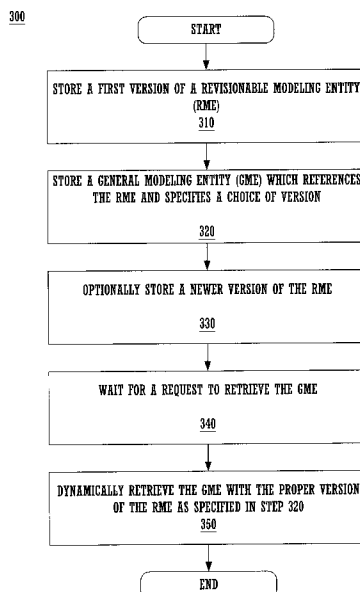 300
START
STORE A FIRST VERSION OF A REVISIONABLE MODELING ENTITY
(RME)
310
STORE A GENERAL MODELING ENTITY (GME) WHICH REFERENCES
THE RME AND SPECIFIES A CHOICE OF VERSION
320
OPTIONALLY STORE A NEWER VERSION OF THE RME
330
WAIT FOR A REQUEST TO RETRIEVE THE GME
340
DYNAMICALLY RETRIEVE THE GME WITH THE PROPER VERSION
OF THE RME AS SPECIFIED IN STEP 320
350
END